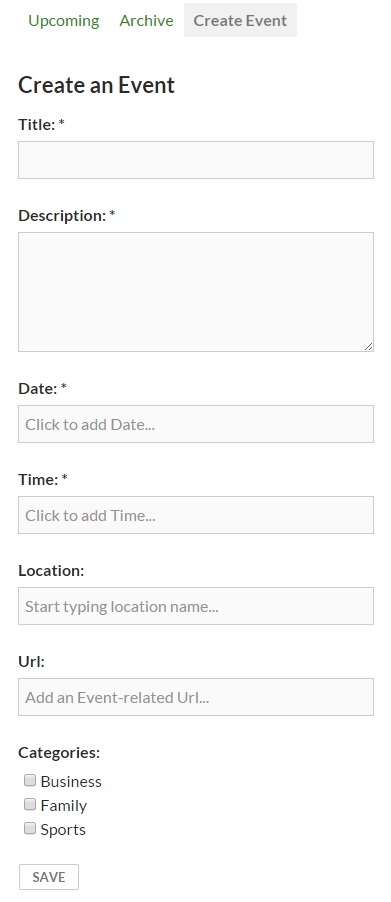 Upcoming Archive Create Event
Create an Event
Title: *
Description: *
Date: *
Click to add Date...
Time: *
Click to add Time...
Location:
Start typing location name...
Url:
Add an Event-related Url...
Categories:
Business
Family
Sports
SAVE